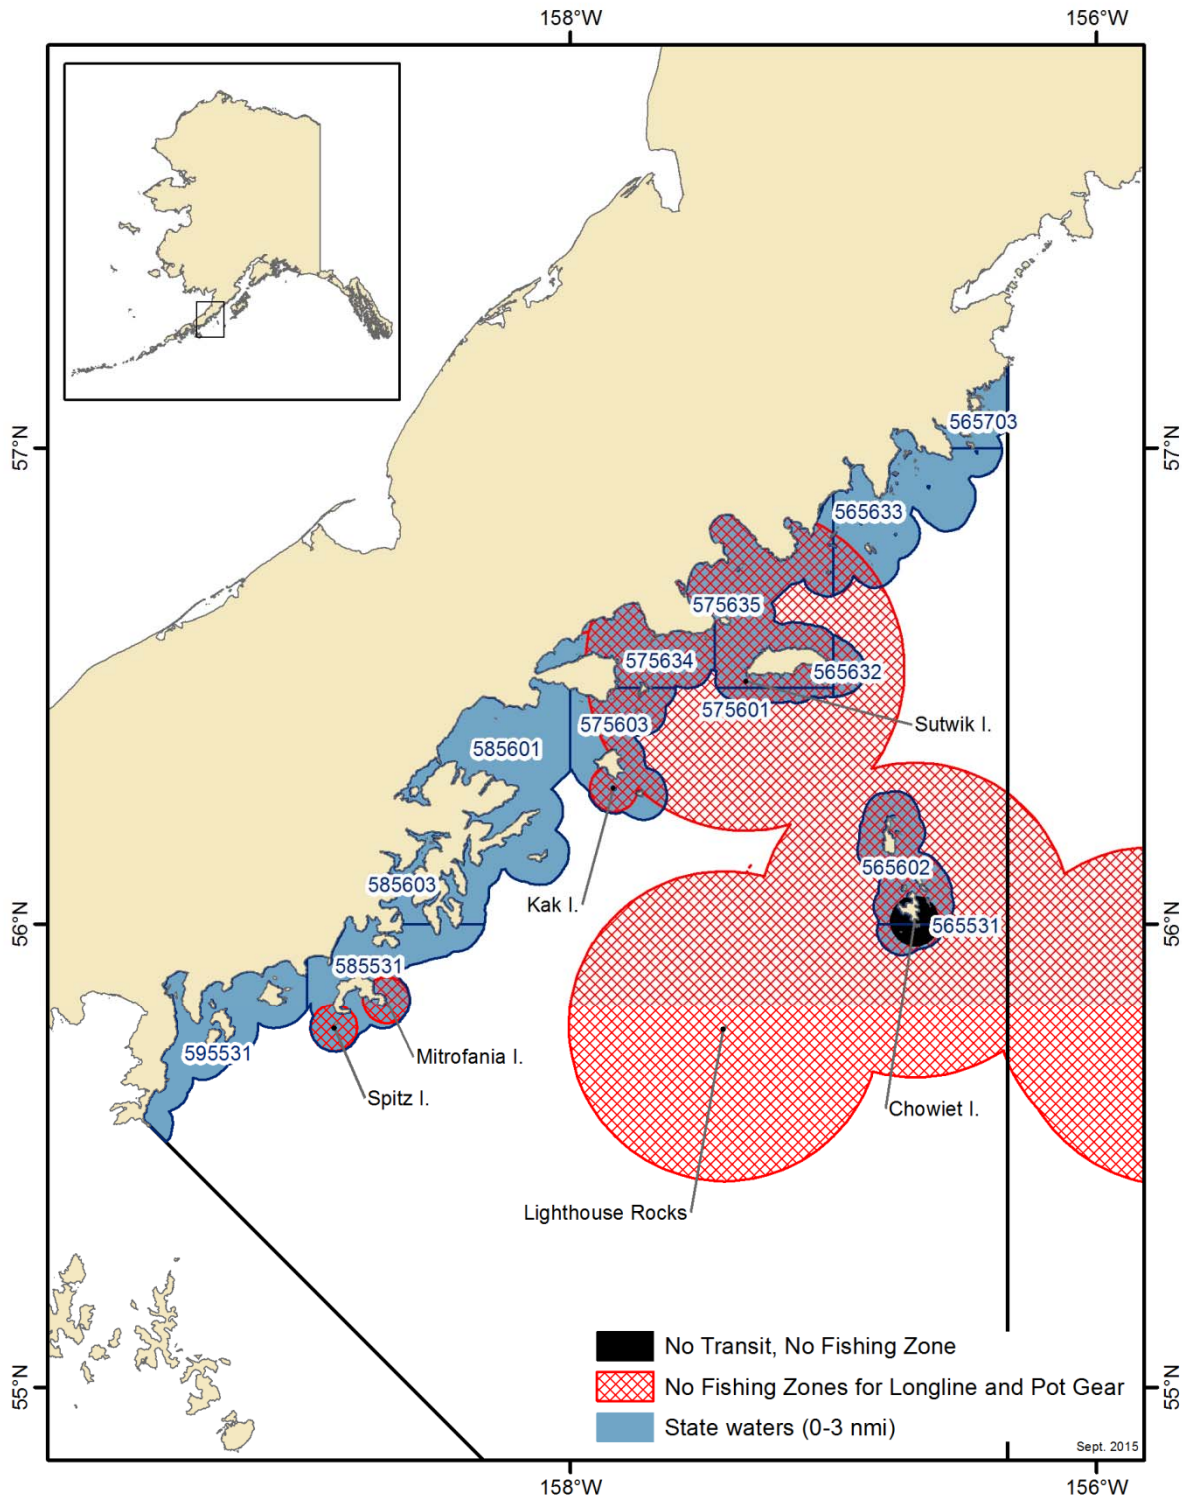 158°W
156°W
57°N
57°N
565703
565633
575635
575634
565632
575601
575603
Sutwik I.
585601
565602
585603
Kak I.
56°N
56°N
565531
585531
595531
Mitrofania I.
Spitz I.
Chowiet I.
Lighthouse Rocks
No Transit, No Fishing Zone
No Fishing Zones for Longline and Pot Gear
State waters (0-3 nmi)
55°N
55°N
Sept. 2015
158°W
156°W